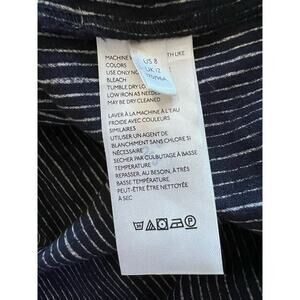 MACHINE
TH LIKE
COLORS
USE ONLY NO
BLEACH
TUMBLE DRY LO
LOW IRON AS NEEDED
MAY BE DRY CLEANED
US 8
UK 12
LAVER À LA MACHINE À L'EAU
FROIDE AVEC COULEURS
SIMILAIRES
UTILISER UN AGENT DE
BLANCHIMENT SANS CHLORE SI
NÉCESSAIRE
SÉCHER PAR CULBUTAGE À BASSE
TEMPÉRATURE
REPASSER, AU BESOIN, À TRÈS
BASSE TEMPÉRATURE
PEUT-ÊTRE ÊTRE NETTOYÉE
À SEC